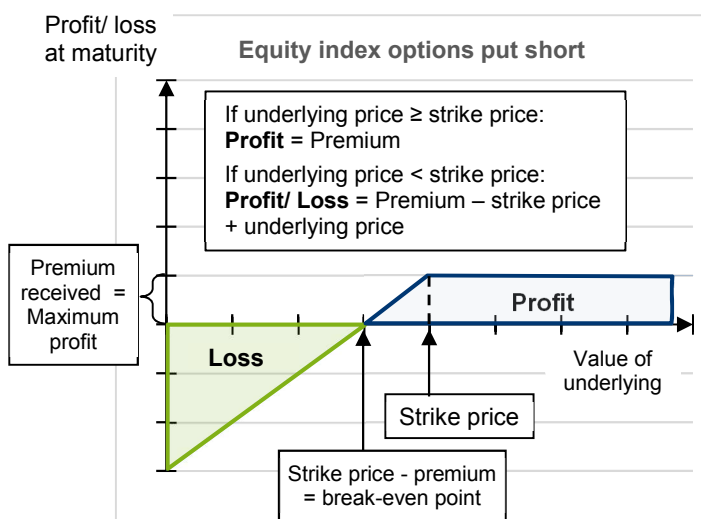 Profit/ loss
at maturity
Equity index options put short
If underlying price ≥ strike price:
Profit = Premium
If underlying price < strike price:
Profit/ Loss = Premium – strike price
+ underlying price
Premium
received =
Maximum
profit
Profit
Loss
Value of
underlying
Strike price
Strike price - premium
= break-even point